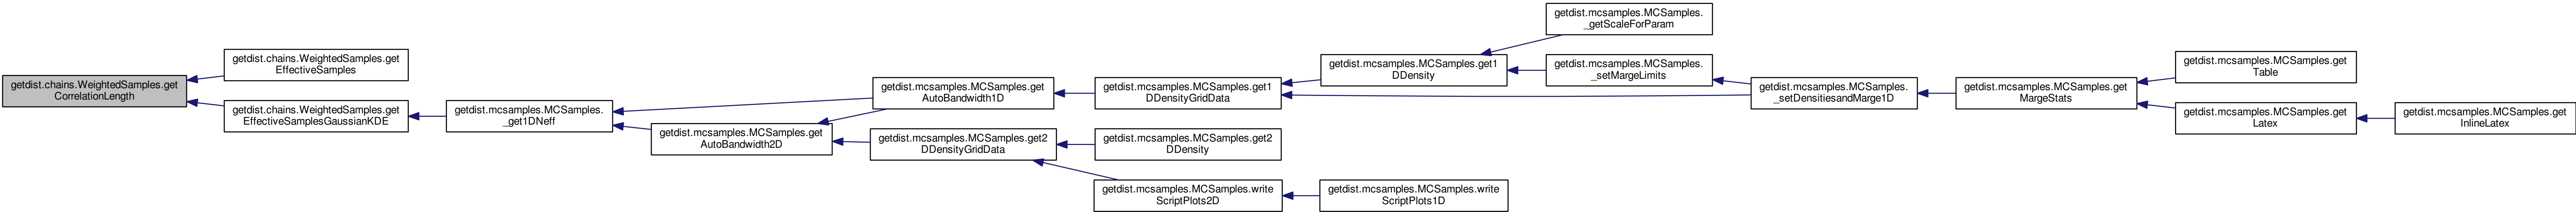 getdist.chains.WeightedSamples.get
CorrelationLength
getdist.chains.WeightedSamples.get
EffectiveSamples
getdist.chains.WeightedSamples.get
EffectiveSamplesGaussianKDE
getdist.mcsamples.MCSamples.
_get1DNeff
getdist.mcsamples.MCSamples.get
AutoBandwidth1D
getdist.mcsamples.MCSamples.get
AutoBandwidth2D
getdist.mcsamples.MCSamples.get1
DDensityGridData
getdist.mcsamples.MCSamples.get2
DDensityGridData
getdist.mcsamples.MCSamples.get2
DDensity
getdist.mcsamples.MCSamples.write
ScriptPlots2D
getdist.mcsamples.MCSamples.write
ScriptPlots1D
getdist.mcsamples.MCSamples.get1
DDensity
getdist.mcsamples.MCSamples.
_getScaleForParam
getdist.mcsamples.MCSamples.
_setMargeLimits
getdist.mcsamples.MCSamples.
_setDensitiesandMarge1D
getdist.mcsamples.MCSamples.get
MargeStats
getdist.mcsamples.MCSamples.get
Table
getdist.mcsamples.MCSamples.get
Latex
getdist.mcsamples.MCSamples.get
InlineLatex